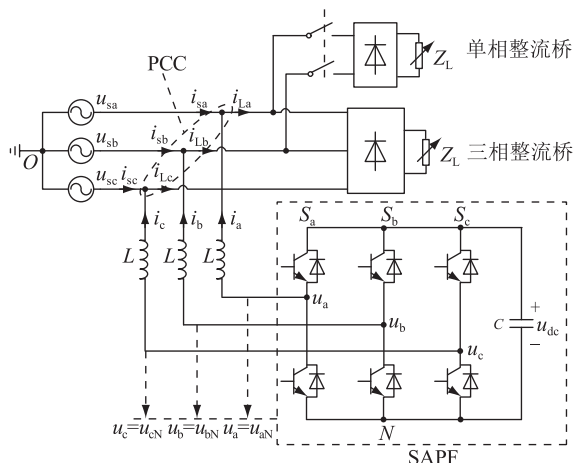 Z_L 单相整流桥
PCC
u_sa i_sa i_La
u_sb i_sb i_Lb
Z_L 三相整流桥
O u_sc i_sc i_Lc
i_c i_b i_a
S_a S_b S_c
L L L
u_a
u_b
C + u_dc −
u_c
u_c=u_cN u_b=u_bN u_a=u_aN
N
SAPF